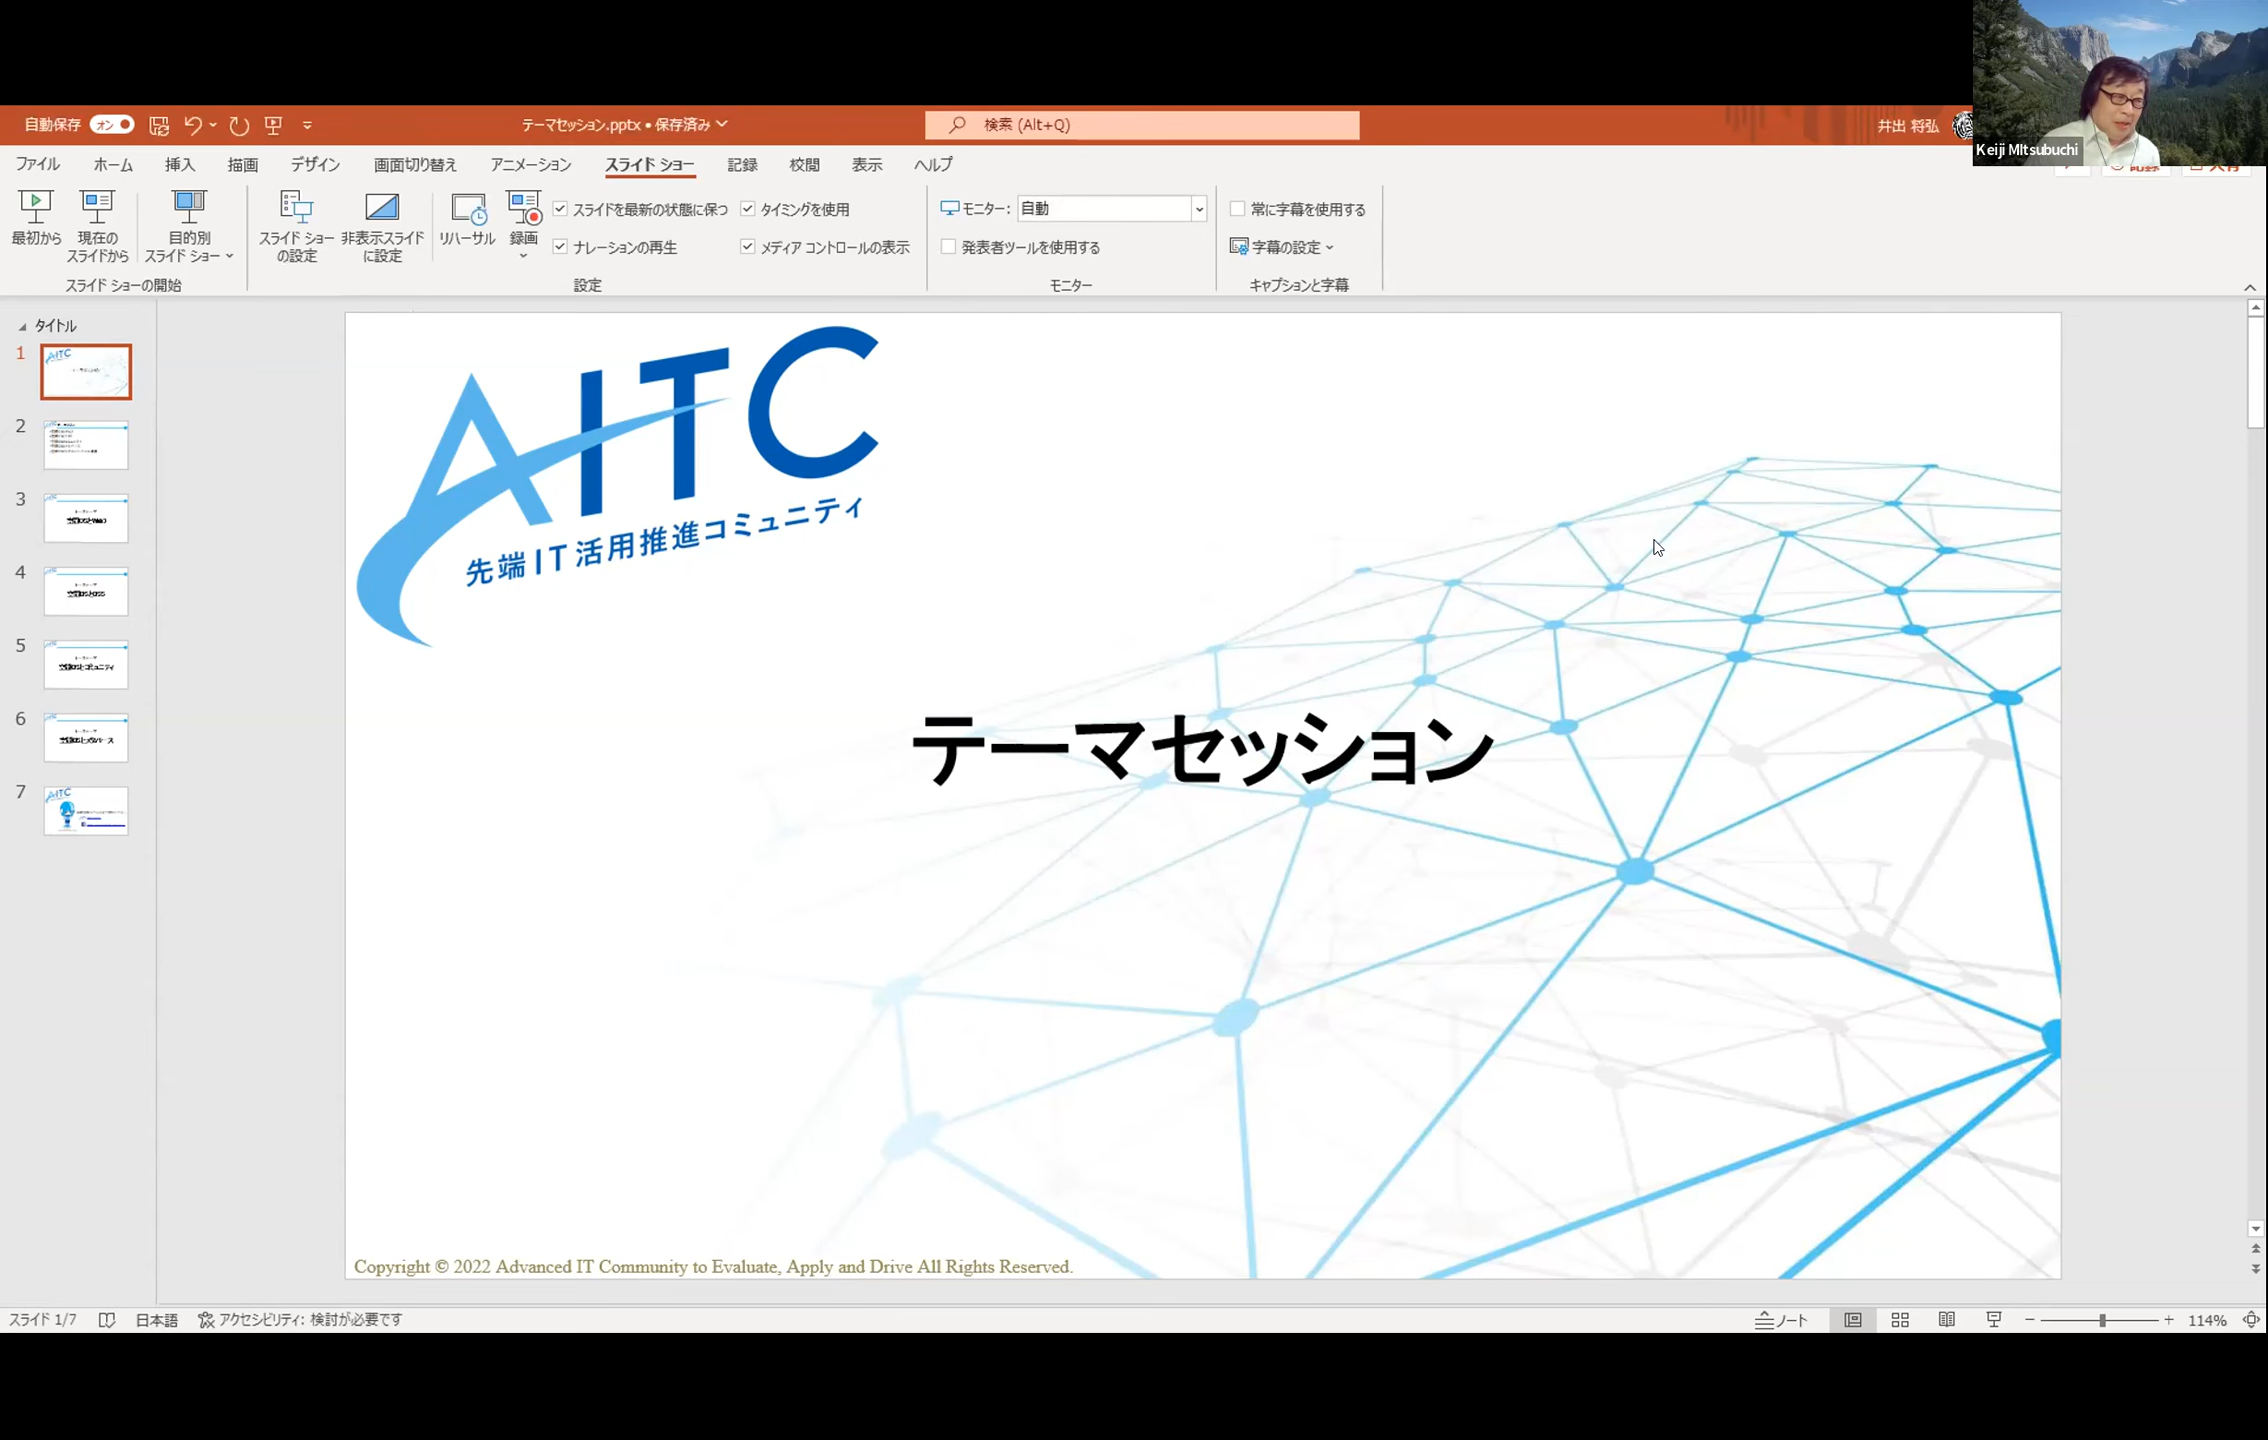 Keiji MItsubuchi
自動保存 オン テーマセッション.pptx • 保存済み 検索 (Alt+Q) 井出 将弘
ファイル ホーム 挿入 描画 デザイン 画面切り替え アニメーション スライド ショー 記録 校閲 表示 ヘルプ
最初から
現在の
スライドから
目的別
スライド ショー
スライド ショーの開始
スライド ショー
の設定
非表示スライド
に設定
リハーサル
録画
スライドを最新の状態に保つ
タイミングを使用
ナレーションの再生
メディア コントロールの表示
設定
モニター: 自動
発表者ツールを使用する
モニター
常に字幕を使用する
字幕の設定
キャプションと字幕
タイトル
1
2
3
4
5
6
7
AITC
先端IT活用推進コミュニティ
テーマセッション
Copyright © 2022 Advanced IT Community to Evaluate, Apply and Drive All Rights Reserved.
スライド 1/7 日本語 アクセシビリティ: 検討が必要です ノート 114%